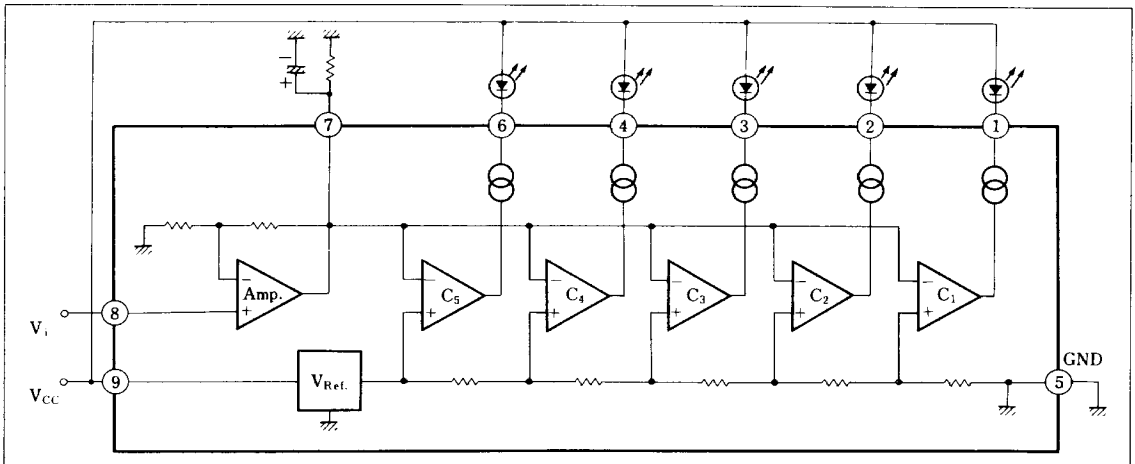 − +
7 6 4 3 2 1
− Amp. +
− C5 +
− C4 +
− C3 +
− C2 +
− C1 +
8
Vi
9
VCC
VRef.
GND
5